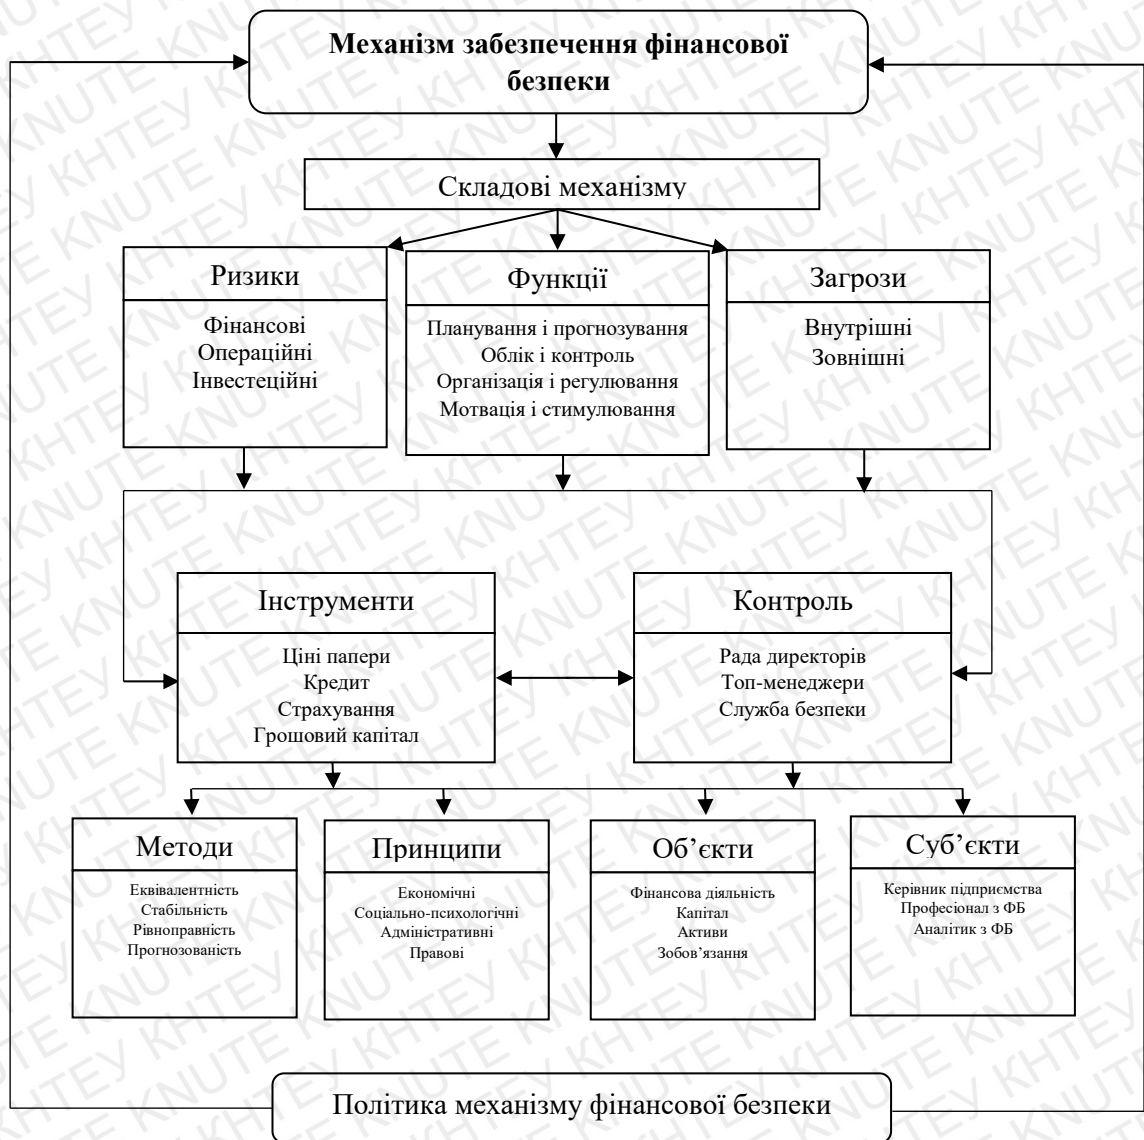 Механізм забезпечення фінансової
безпеки
Складові механізму
Ризики
Фінансові
Операційні
Інвестеційні
Функції
Планування і прогнозування
Облік і контроль
Організація і регулювання
Мотвація і стимулювання
Загрози
Внутрішні
Зовнішні
Інструменти
Ціні папери
Кредит
Страхування
Грошовий капітал
Контроль
Рада директорів
Топ-менеджери
Служба безпеки
Методи
Еквівалентність
Стабільність
Рівноправність
Прогнозованість
Принципи
Економічні
Соціально-психологічні
Адміністративні
Правові
Об’єкти
Фінансова діяльність
Капітал
Активи
Зобов’язання
Суб’єкти
Керівник підприємства
Професіонал з ФБ
Аналітик з ФБ
Політика механізму фінансової безпеки
КНТЕУ KNUTE